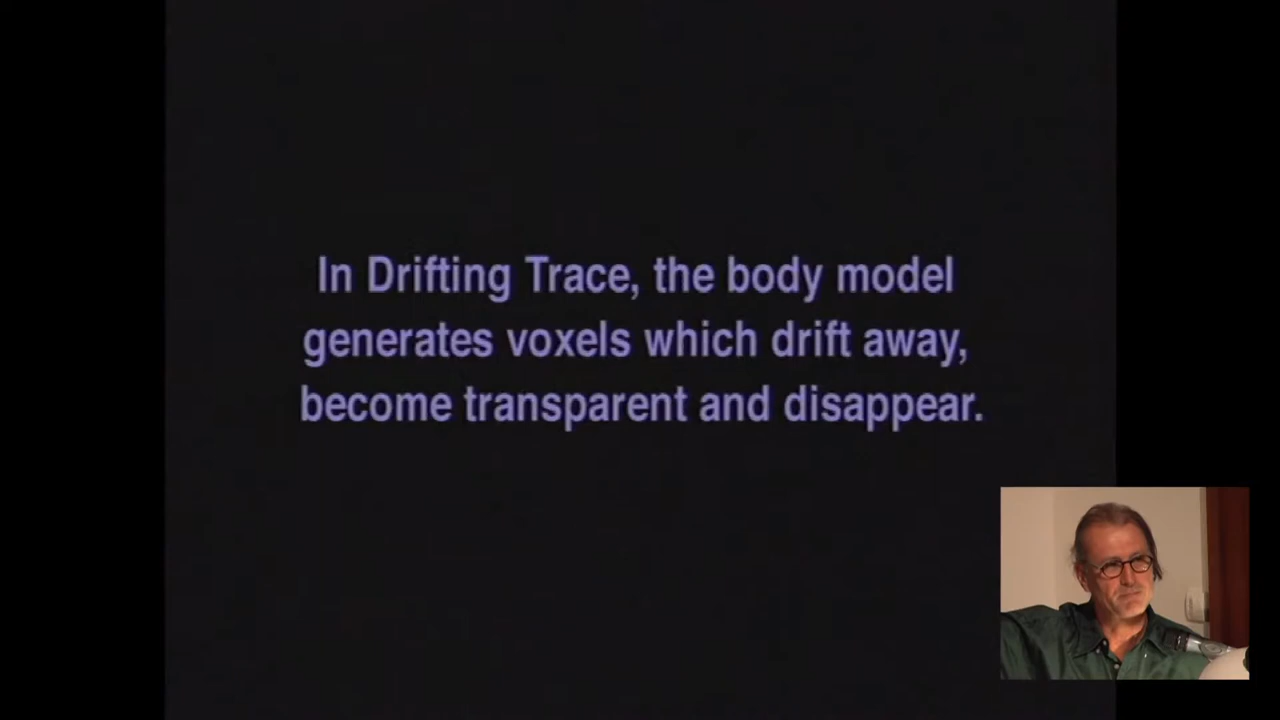 In Drifting Trace, the body model
generates voxels which drift away,
become transparent and disappear.